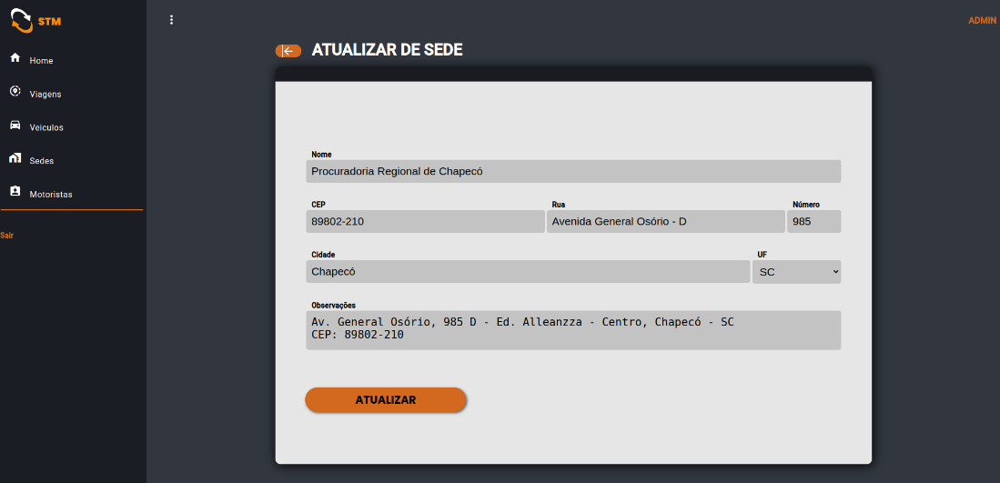 STM
ADMIN
Home
Viagens
Veiculos
Sedes
Motoristas
Sair
ATUALIZAR DE SEDE
Nome
Procuradoria Regional de Chapecó
CEP Rua Número
89802-210 Avenida General Osório - D 985
Cidade UF
Chapecó SC
Observações
Av. General Osório, 985 D - Ed. Alleanzza - Centro, Chapecó - SC
CEP: 89802-210
ATUALIZAR